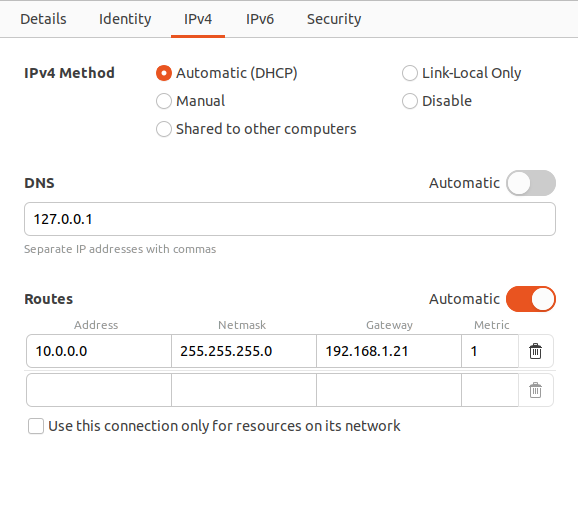 Details Identity IPv4 IPv6 Security
IPv4 Method Automatic (DHCP) Link-Local Only
Manual Disable
Shared to other computers
DNS Automatic
127.0.0.1
Separate IP addresses with commas
Routes Automatic
Address Netmask Gateway Metric
10.0.0.0 255.255.255.0 192.168.1.21 1
Use this connection only for resources on its network